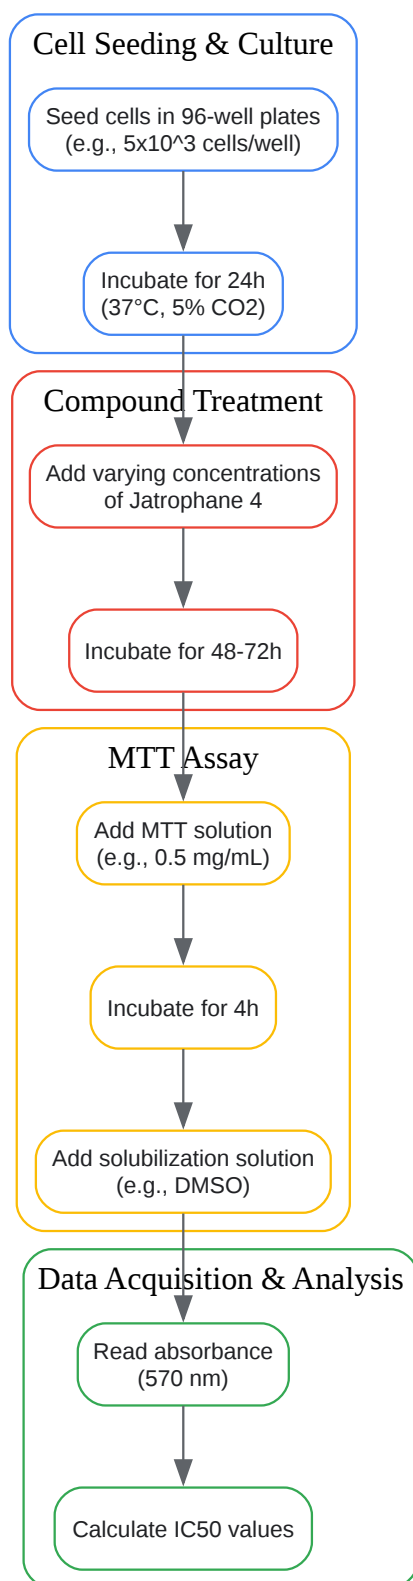 Cell Seeding & Culture
Seed cells in 96-well plates
(e.g., 5x10^3 cells/well)
Incubate for 24h
(37°C, 5% CO2)
Compound Treatment
Add varying concentrations
of Jatrophane 4
Incubate for 48-72h
MTT Assay
Add MTT solution
(e.g., 0.5 mg/mL)
Incubate for 4h
Add solubilization solution
(e.g., DMSO)
Data Acquisition & Analysis
Read absorbance
(570 nm)
Calculate IC50 values